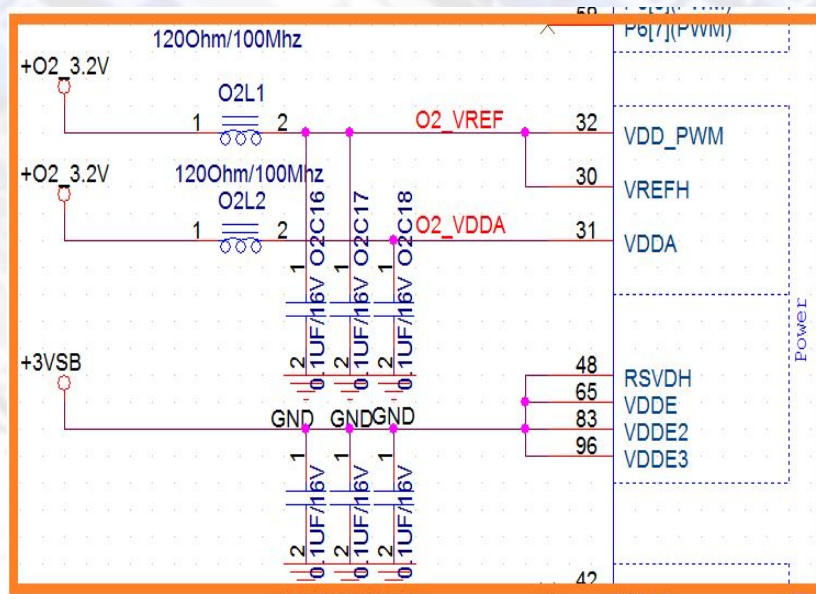 59
P6[7](PWM)
120Ohm/100Mhz
+O2_3.2V
O2L1
1 2
O2_VREF
32 VDD_PWM
30 VREFH
+O2_3.2V
120Ohm/100Mhz
O2L2
1 2
O2_VDDA
31 VDDA
1 2 0.1UF/16V O2C16
1 2 0.1UF/16V O2C17
1 2 0.1UF/16V O2C18
GND GND GND
Power
+3VSB
48 RSVDH
65 VDDE
83 VDDE2
96 VDDE3
1 2 0.1UF/16V
1 2 0.1UF/16V
1 2 0.1UF/16V
42